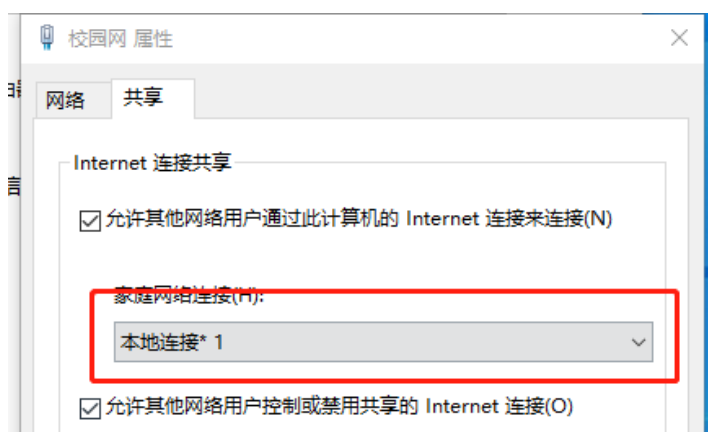 校园网 属性
网络
共享
Internet 连接共享
允许其他网络用户通过此计算机的 Internet 连接来连接(N)
家庭网络连接(H):
本地连接* 1
允许其他网络用户控制或禁用共享的 Internet 连接(O)
信